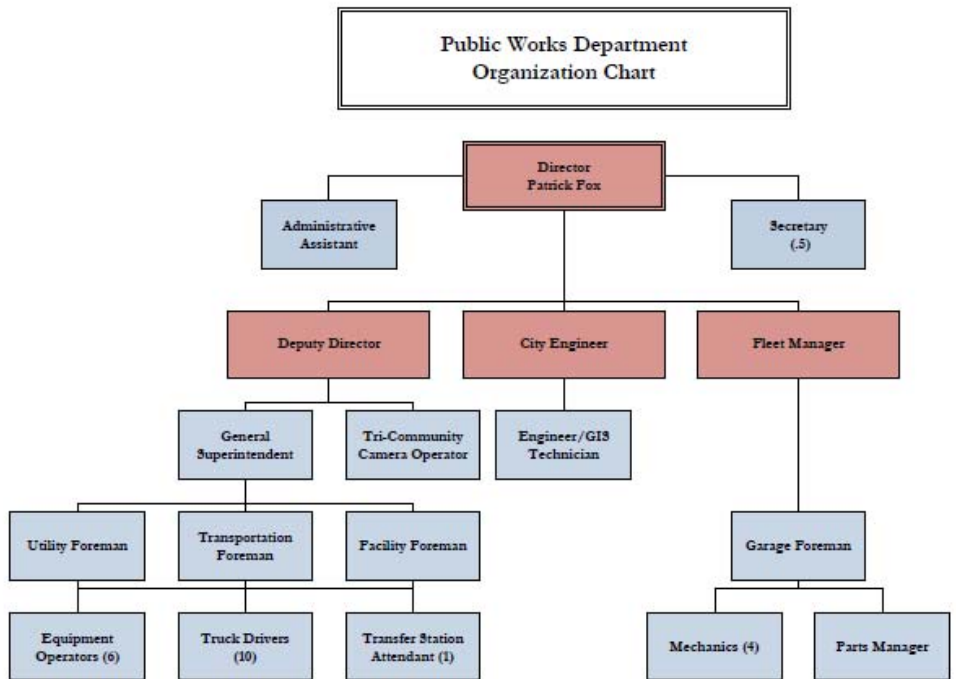 Public Works Department
Organization Chart
Director
Patrick Fox
Administrative
Assistant
Secretary
(.5)
Deputy Director
City Engineer
Fleet Manager
General
Superintendent
Tri-Community
Camera Operator
Engineer/GIS
Technician
Utility Foreman
Transportation
Foreman
Facility Foreman
Garage Foreman
Equipment
Operators (6)
Truck Drivers
(10)
Transfer Station
Attendant (1)
Mechanics (4)
Parts Manager